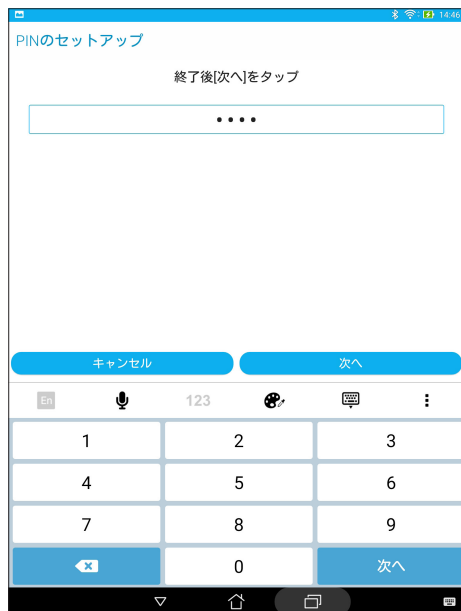 14:46
PINのセットアップ
終了後[次へ]をタップ
••••
キャンセル 次へ
En 123
1 2 3
4 5 6
7 8 9
0 次へ